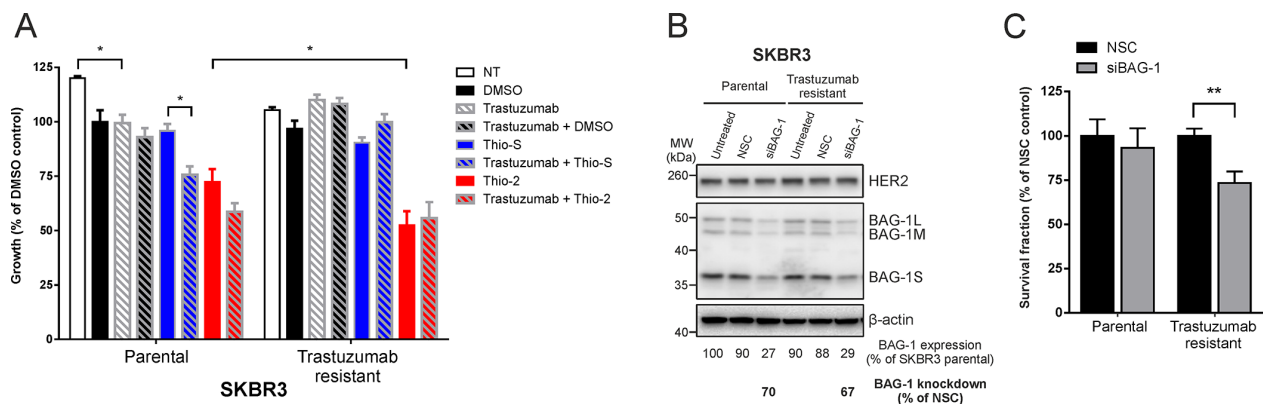 A
Growth (% of DMSO control)
125
100
75
50
25
0
*
*
*
Parental
Trastuzumab
resistant
SKBR3
NT
DMSO
Trastuzumab
Trastuzumab + DMSO
Thio-S
Trastuzumab + Thio-S
Thio-2
Trastuzumab + Thio-2
B
SKBR3
Parental
Trastuzumab
resistant
MW
(kDa)
Untreated
NSC
siBAG-1
Untreated
NSC
siBAG-1
260
HER2
50
BAG-1L
BAG-1M
40
BAG-1S
35
β-actin
40
100 90 27 90 88 29
BAG-1 expression
(% of SKBR3 parental)
70 67
BAG-1 knockdown
(% of NSC)
C
NSC
siBAG-1
Survival fraction (% of NSC control)
125
100
75
50
25
0
**
Parental
Trastuzumab
resistant